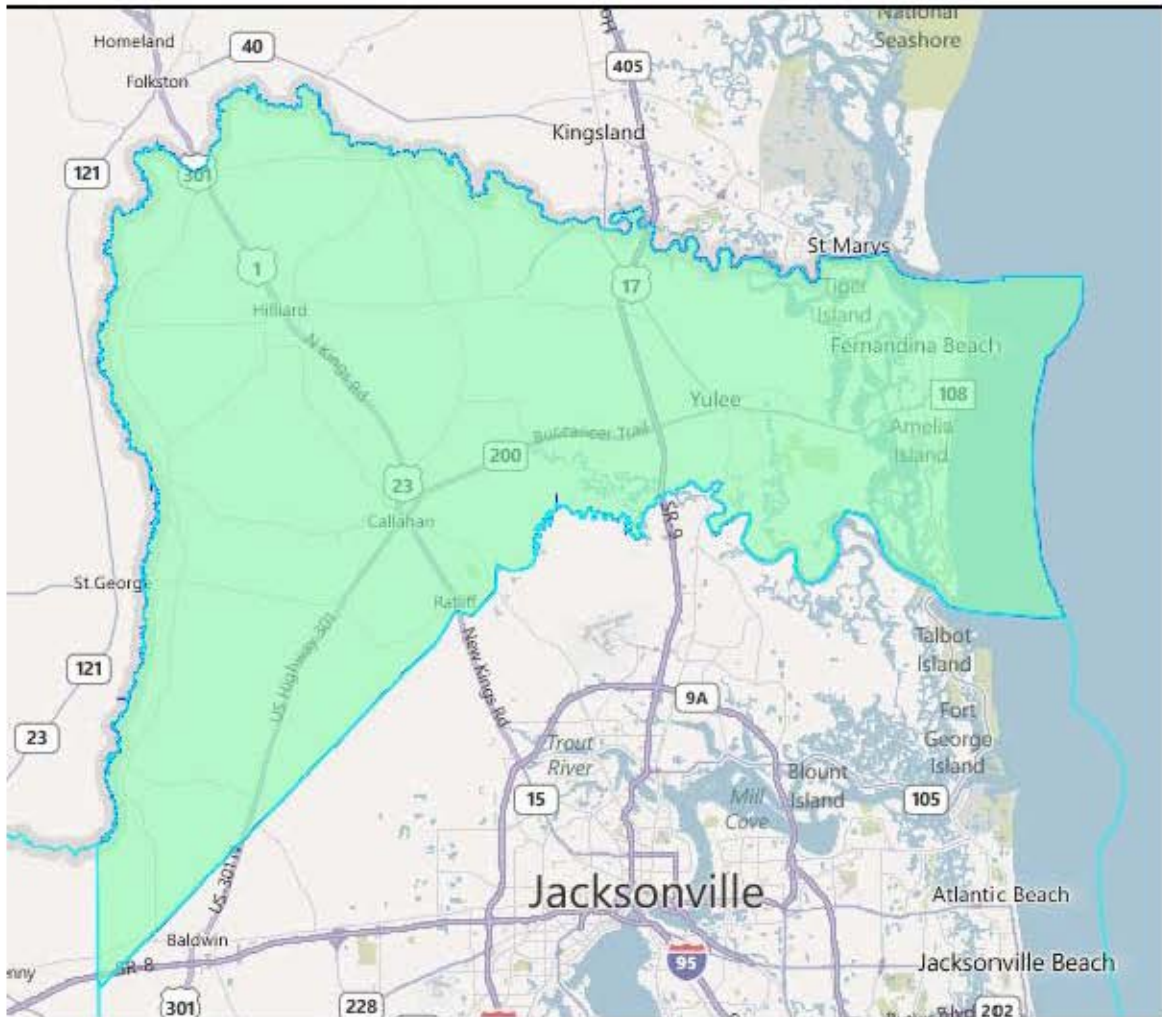 National
Seashore
Homeland
40
Folkston
405
Kingsland
121
301
St Marys
1
17
Tiger
Island
Hilliard
N Kings Rd
Fernandina Beach
Yulee
108
Amelia
Island
Buccaneer Trail
200
23
Callahan
SR-9
St George
Ratliff
US Highway 301
New Kings Rd
Talbot
Island
121
9A
Fort
George
Island
23
Trout
River
Blount
Island
15
Mill
Cove
105
US 301 N
Jacksonville
Atlantic Beach
Baldwin
95
Jacksonville Beach
SR 8
301
228
Blvd
202